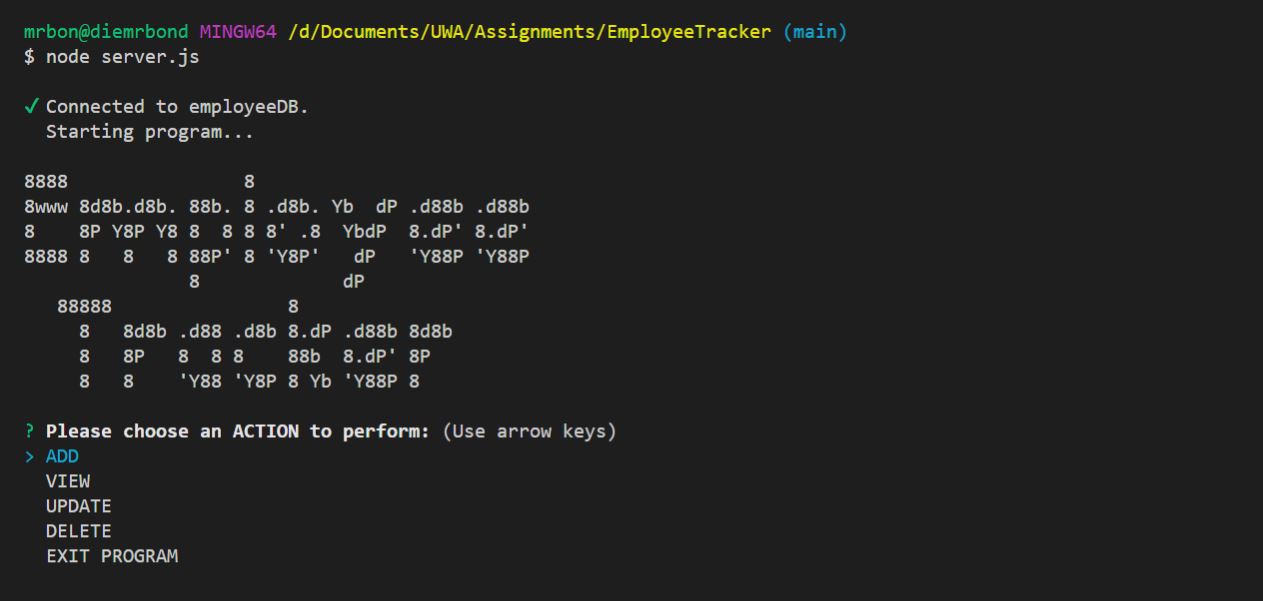 mrbon@diemrbond MINGW64 /d/Documents/UWA/Assignments/EmployeeTracker (main)
$ node server.js

✓ Connected to employeeDB.
  Starting program...

8888                8
8www 8d8b.d8b. 88b. 8 .d8b. Yb  dP .d88b .d88b
8    8P Y8P Y8 8  8 8 8' .8  YbdP  8.dP' 8.dP'
8888 8   8   8 88P' 8 'Y8P'   dP   'Y88P 'Y88P
               8             dP
   88888                8
     8   8d8b .d88 .d8b 8.dP .d88b 8d8b
     8   8P   8  8 8    88b  8.dP' 8P
     8   8    'Y88 'Y8P 8 Yb 'Y88P 8

? Please choose an ACTION to perform: (Use arrow keys)
> ADD
  VIEW
  UPDATE
  DELETE
  EXIT PROGRAM